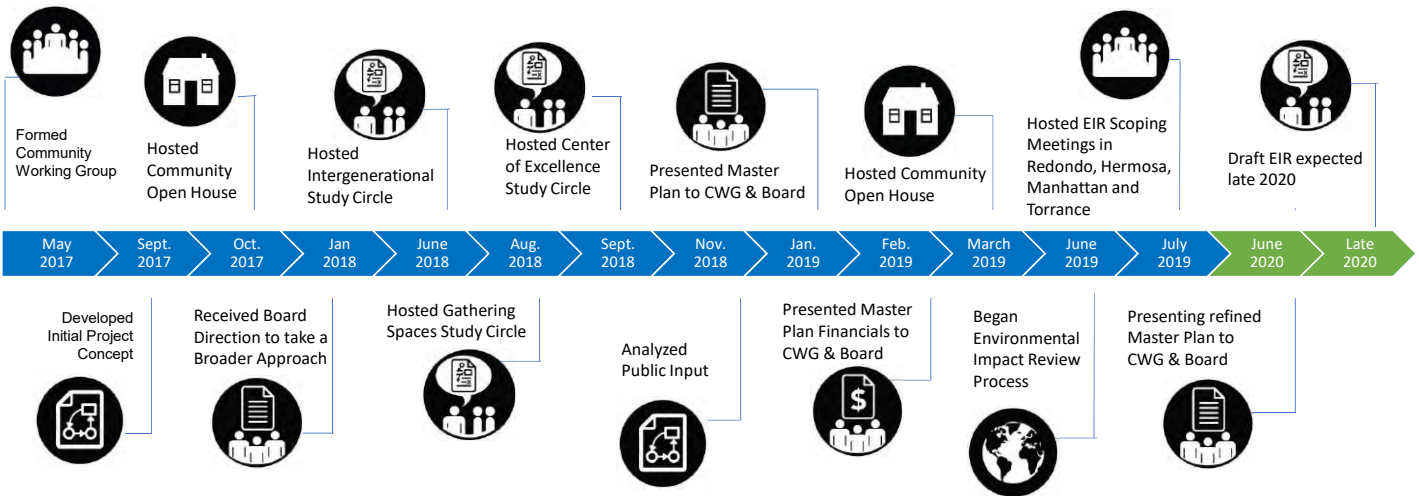 Formed
Community
Working Group
Hosted
Community
Open House
Hosted
Intergenerational
Study Circle
Hosted Center
of Excellence
Study Circle
Presented Master
Plan to CWG & Board
Hosted Community
Open House
Hosted EIR Scoping
Meetings in
Redondo, Hermosa,
Manhattan and
Torrance
Draft EIR expected
late 2020
May
2017
Sept.
2017
Oct.
2017
Jan
2018
June
2018
Aug.
2018
Sept.
2018
Nov.
2018
Jan.
2019
Feb.
2019
March
2019
June
2019
July
2019
June
2020
Late
2020
Developed
Initial Project
Concept
Received Board
Direction to take a
Broader Approach
Hosted Gathering
Spaces Study Circle
Analyzed
Public Input
Presented Master
Plan Financials to
CWG & Board
$
Began
Environmental
Impact Review
Process
Presenting refined
Master Plan to
CWG & Board